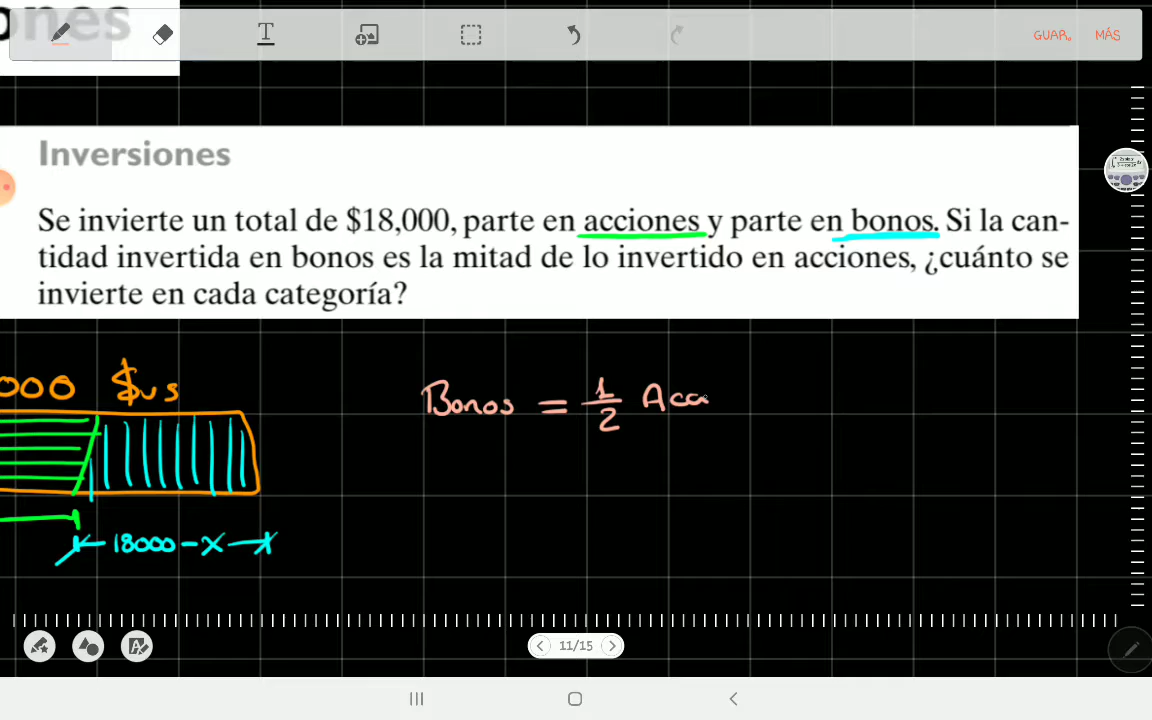 ones
T
GUAR.
MÁS
Inversiones
Se invierte un total de $18,000, parte en acciones y parte en bonos. Si la can-
tidad invertida en bonos es la mitad de lo invertido en acciones, ¿cuánto se
invierte en cada categoría?
000 $us
Bonos = 1/2 Acc
18000 - X
11/15